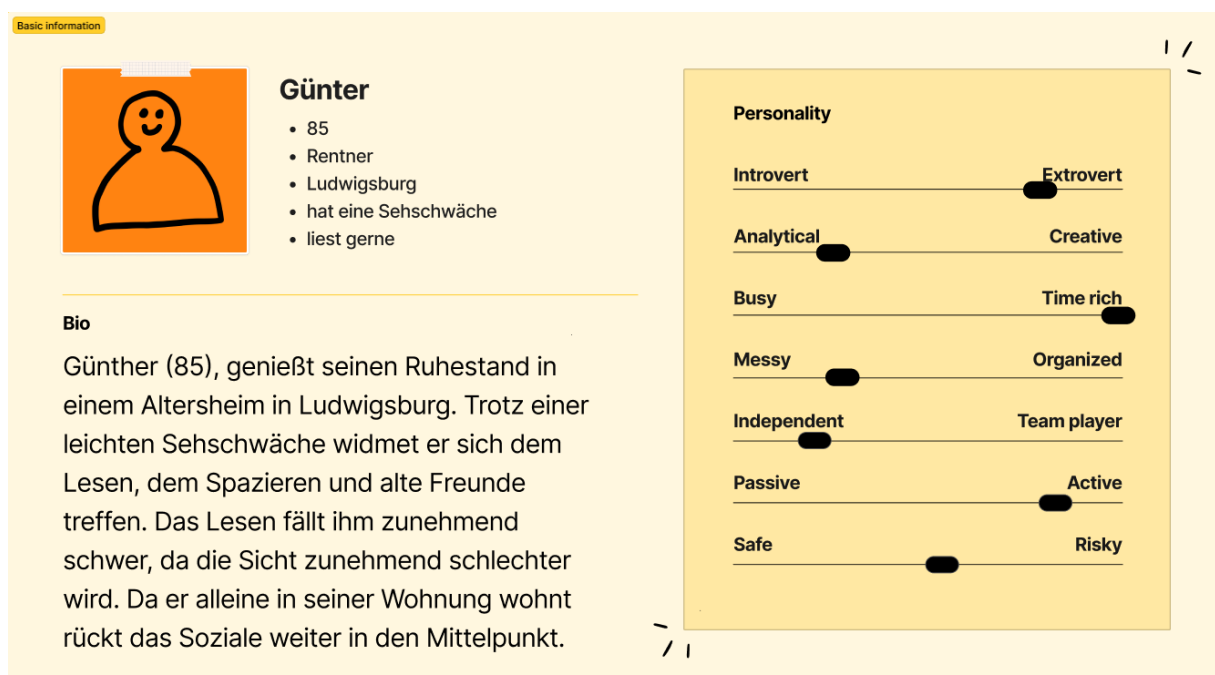 Basic information
Günter
• 85
• Rentner
• Ludwigsburg
• hat eine Sehschwäche
• liest gerne
Bio
Günther (85), genießt seinen Ruhestand in
einem Altersheim in Ludwigsburg. Trotz einer
leichten Sehschwäche widmet er sich dem
Lesen, dem Spazieren und alte Freunde
treffen. Das Lesen fällt ihm zunehmend
schwer, da die Sicht zunehmend schlechter
wird. Da er alleine in seiner Wohnung wohnt
rückt das Soziale weiter in den Mittelpunkt.
Personality
Introvert Extrovert
Analytical Creative
Busy Time rich
Messy Organized
Independent Team player
Passive Active
Safe Risky